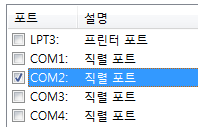 포트 설명
LPT3: 프린터 포트
COM1: 직렬 포트
COM2: 직렬 포트
COM3: 직렬 포트
COM4: 직렬 포트